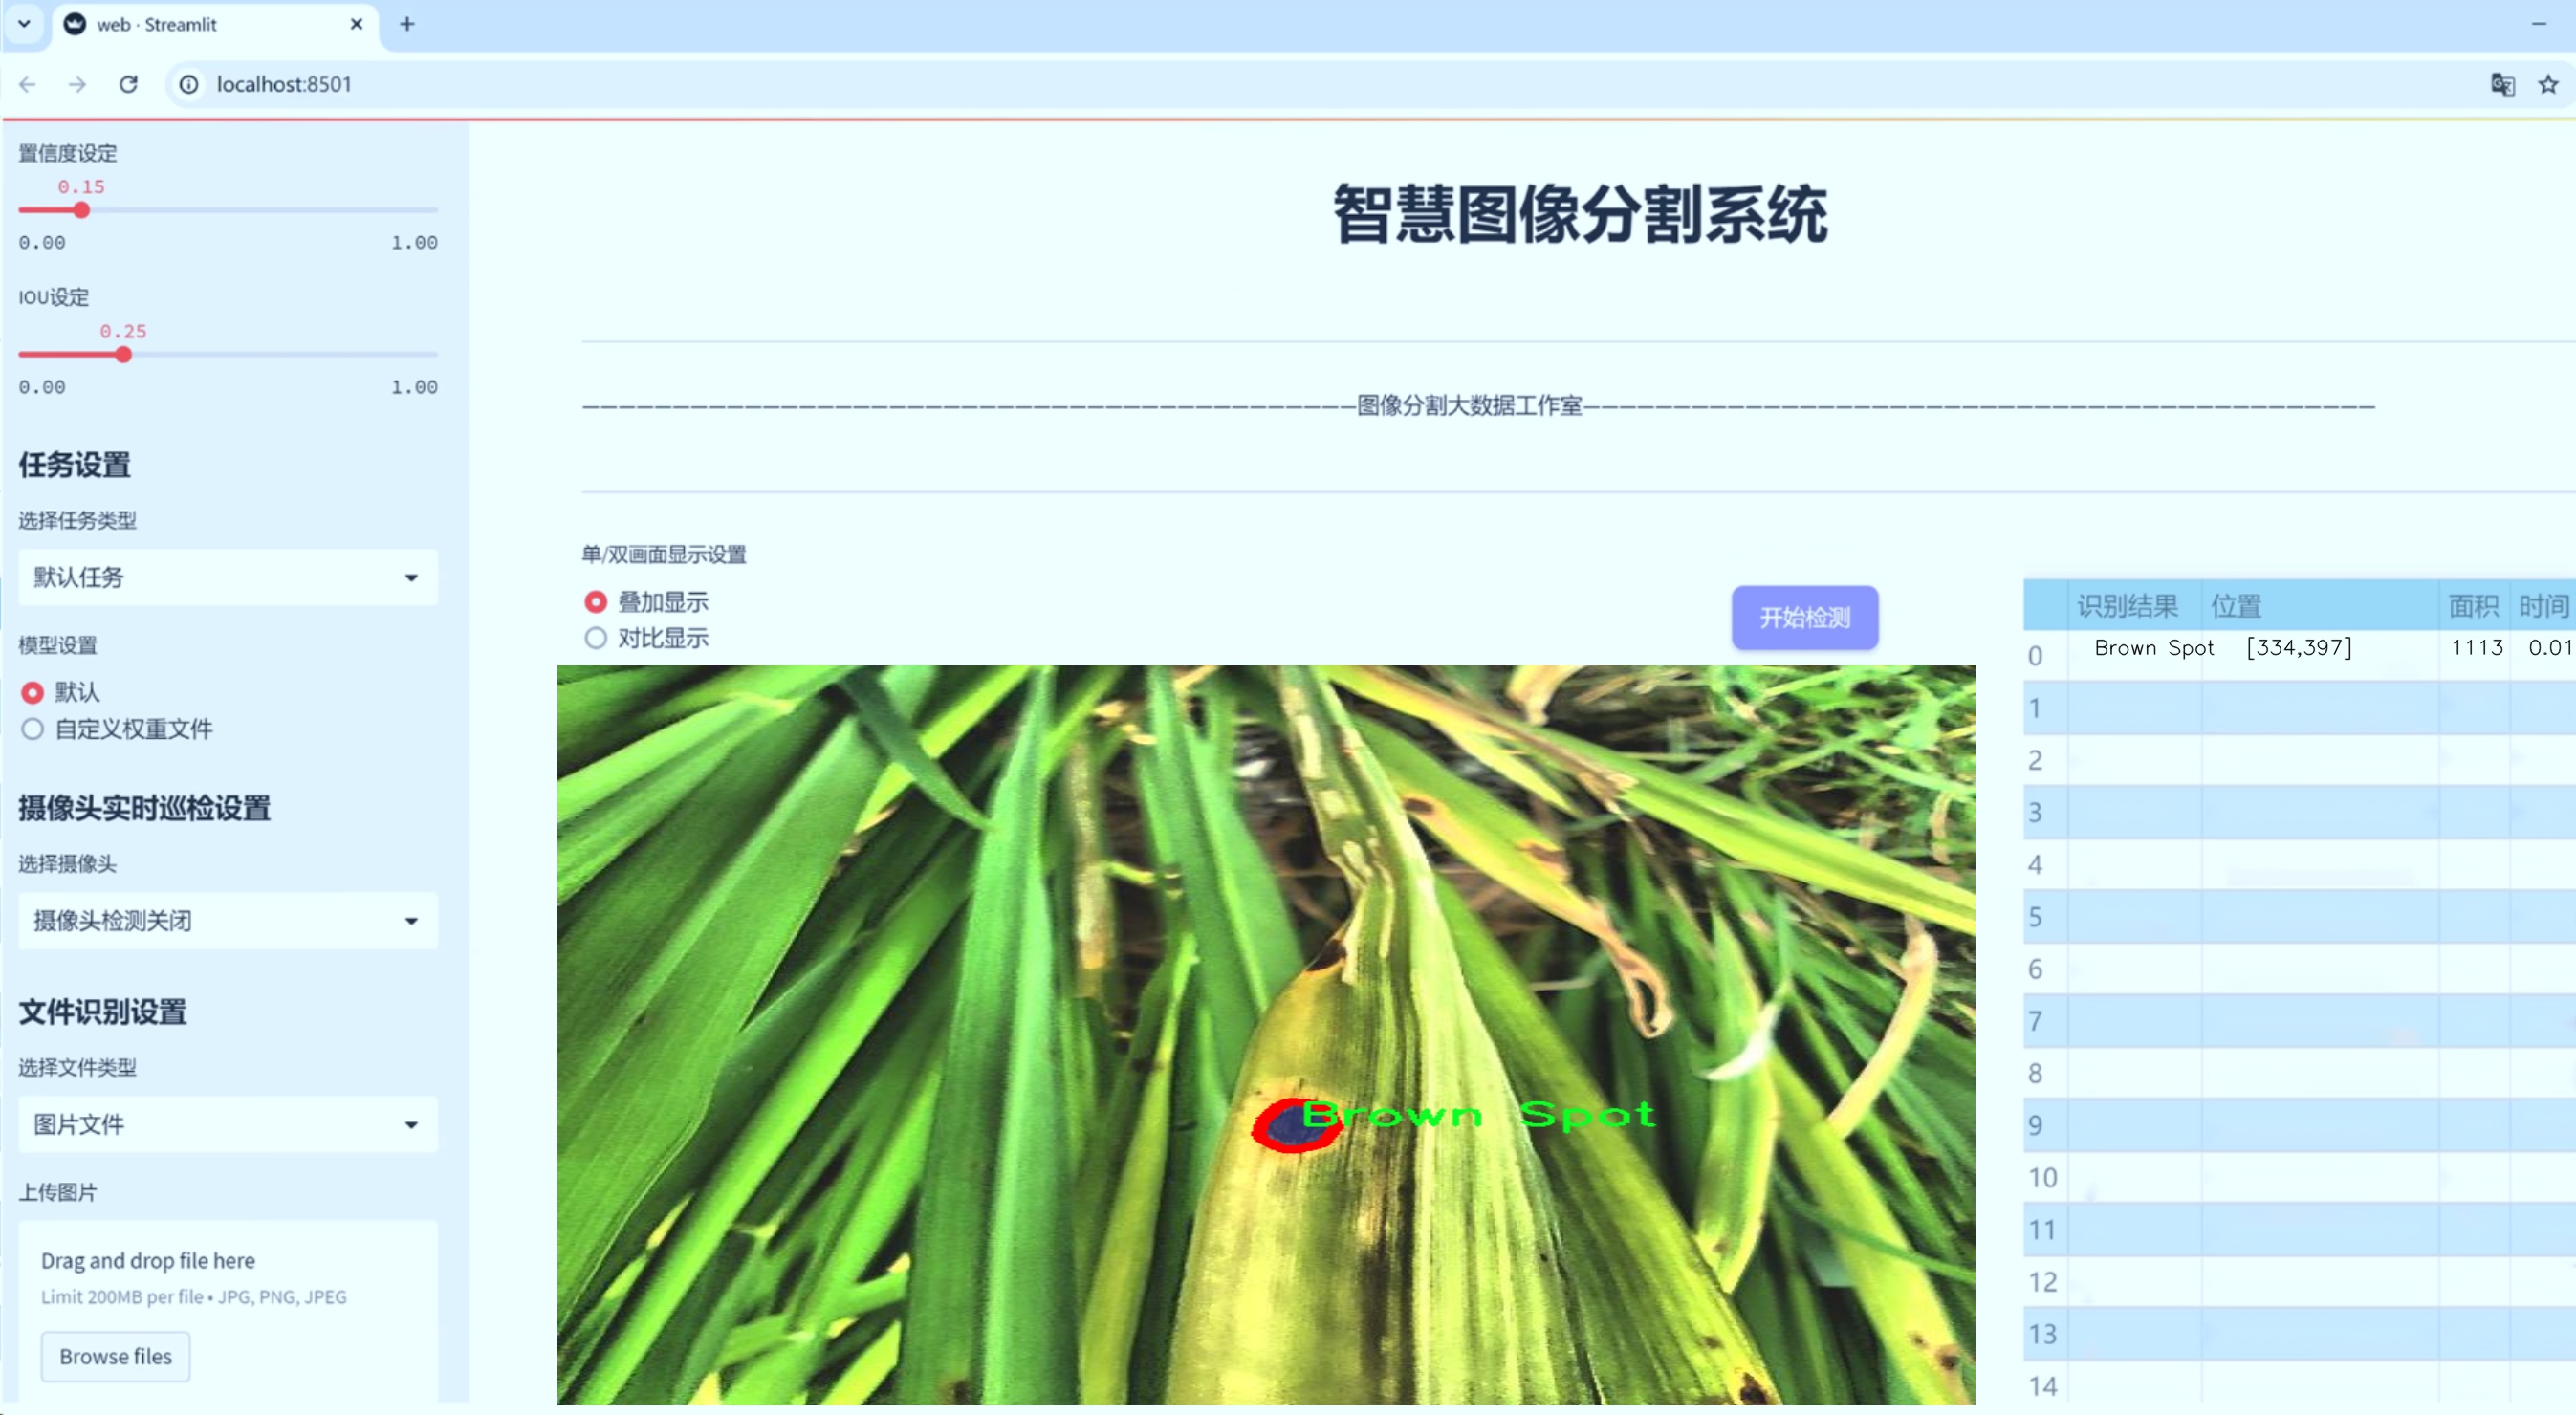 web · Streamlit
localhost:8501
置信度设定
0.15
0.00 1.00
IOU设定
0.25
0.00 1.00
任务设置
选择任务类型
默认任务
模型设置
默认
自定义权重文件
摄像头实时巡检设置
选择摄像头
摄像头检测关闭
文件识别设置
选择文件类型
图片文件
上传图片
Drag and drop file here
Limit 200MB per file • JPG, PNG, JPEG
Browse files
智慧图像分割系统
———————————————————————————————————————————图像分割大数据工作室————————————————————————————————————————————
单/双画面显示设置
叠加显示
对比显示
开始检测
Brown Spot
识别结果 位置 面积 时间
0 Brown Spot [334,397] 1113 0.01
1
2
3
4
5
6
7
8
9
10
11
12
13
14